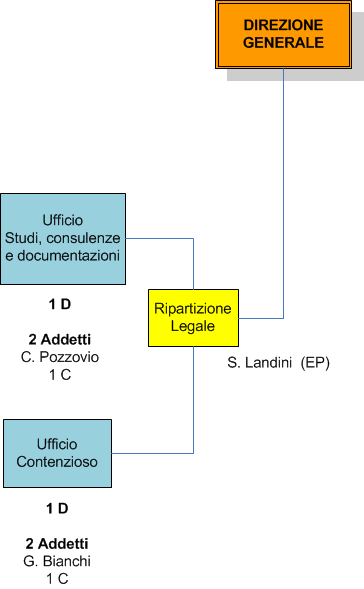 DIREZIONE
GENERALE
Ufficio
Studi, consulenze
e documentazioni
1 D
2 Addetti
C. Pozzovio
1 C
Ripartizione
Legale
S. Landini (EP)
Ufficio
Contenzioso
1 D
2 Addetti
G. Bianchi
1 C